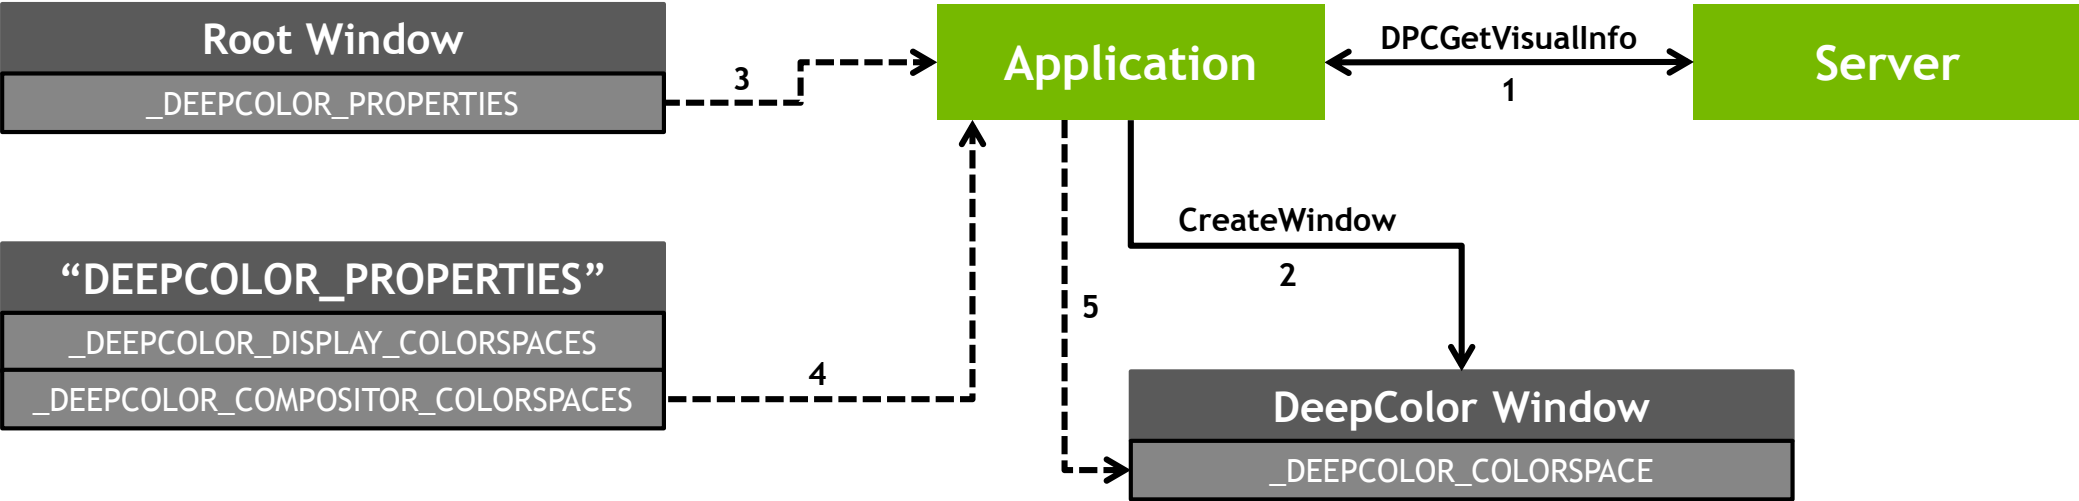 Root Window
_DEEPCOLOR_PROPERTIES
3
Application
DPCGetVisualInfo
1
Server
“DEEPCOLOR_PROPERTIES”
_DEEPCOLOR_DISPLAY_COLORSPACES
_DEEPCOLOR_COMPOSITOR_COLORSPACES
4
5
CreateWindow
2
DeepColor Window
_DEEPCOLOR_COLORSPACE